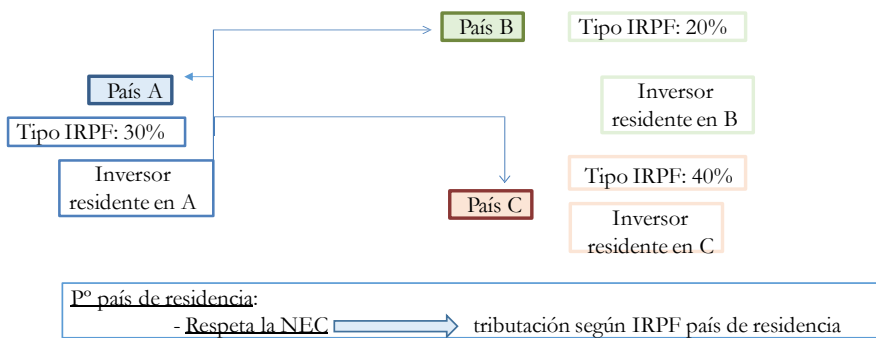 País B
Tipo IRPF: 20%
País A
Inversor
residente en B
Tipo IRPF: 30%
Inversor
residente en A
Tipo IRPF: 40%
País C
Inversor
residente en C
Pº país de residencia:
- Respeta la NEC tributación según IRPF país de residencia